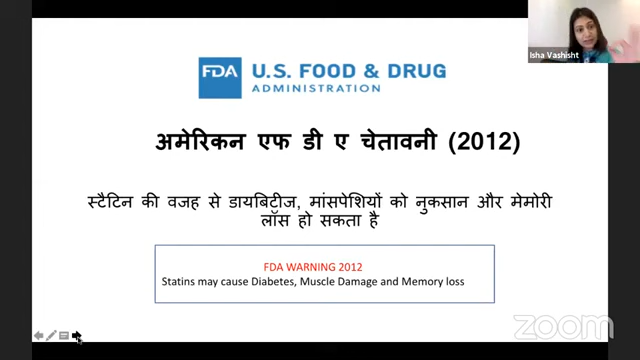 Isha Vashisht
FDA U.S. FOOD & DRUG
ADMINISTRATION
अमेरिकन एफ डी ए चेतावनी (2012)
स्टैटिन की वजह से डायबिटीज, मांसपेशियों को नुकसान और मेमोरी
लॉस हो सकता है
FDA WARNING 2012
Statins may cause Diabetes, Muscle Damage and Memory loss
zoom